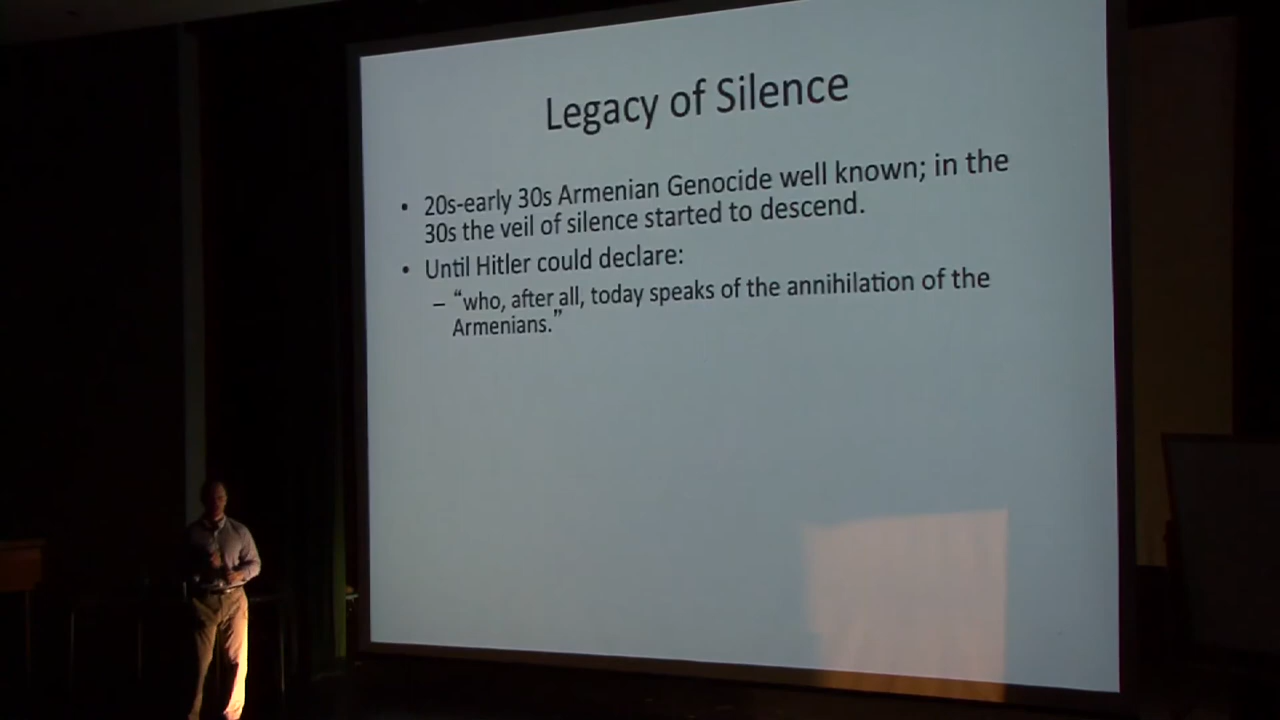 Legacy of Silence
• 20s-early 30s Armenian Genocide well known; in the
30s the veil of silence started to descend.
• Until Hitler could declare:
– “who, after all, today speaks of the annihilation of the
Armenians.”